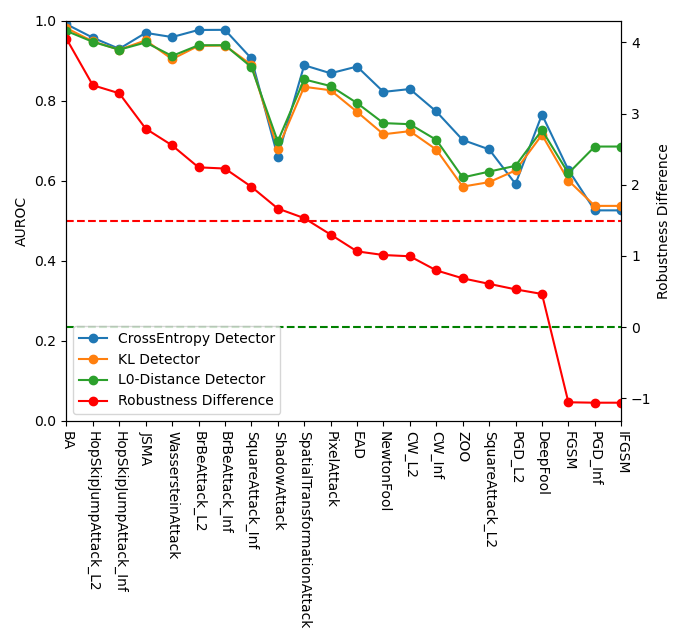 1.0
0.8
0.6
0.4
0.2
0.0
AUROC
4
3
2
1
0
−1
Robustness Difference
CrossEntropy Detector
KL Detector
L0-Distance Detector
Robustness Difference
BA
HopSkipJumpAttack_L2
HopSkipJumpAttack_Inf
JSMA
WassersteinAttack
BrBeAttack_L2
BrBeAttack_Inf
SquareAttack_Inf
ShadowAttack
SpatialTransformationAttack
PixelAttack
EAD
NewtonFool
CW_L2
CW_Inf
ZOO
SquareAttack_L2
PGD_L2
DeepFool
FGSM
PGD_Inf
IFGSM